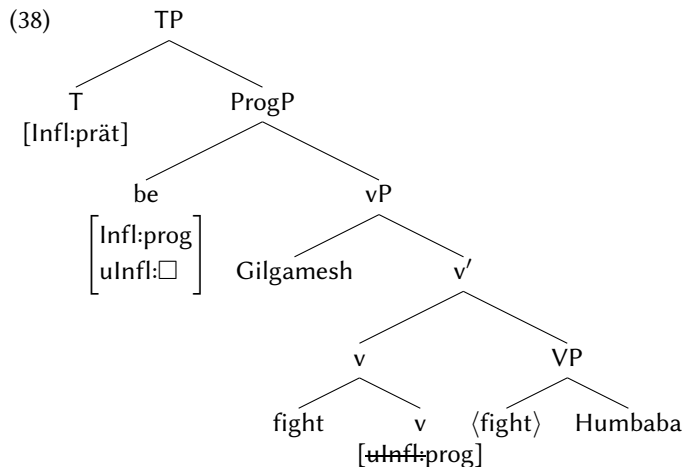 (38)
TP
T ProgP
[Infl:prät]
be vP
Infl:prog
uInfl:□
Gilgamesh v′
v VP
fight v ⟨fight⟩ Humbaba
[uInfl:prog]